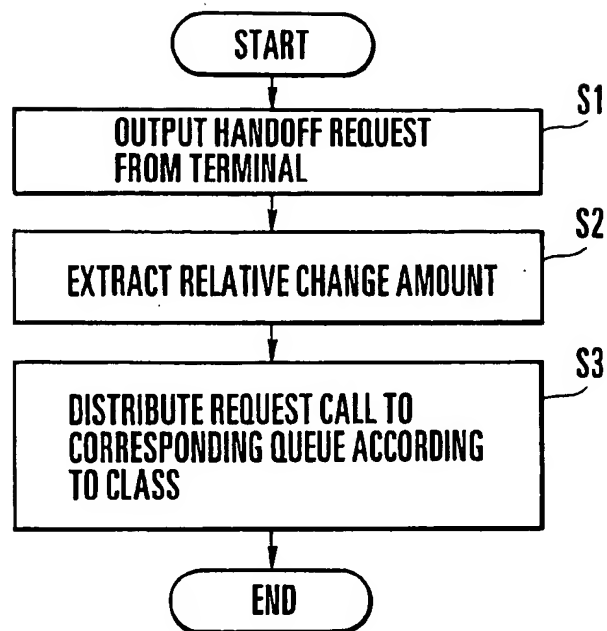 START
S1
OUTPUT HANDOFF REQUEST
FROM TERMINAL
S2
EXTRACT RELATIVE CHANGE AMOUNT
S3
DISTRIBUTE REQUEST CALL TO
CORRESPONDING QUEUE ACCORDING
TO CLASS
END